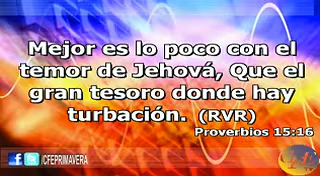 Mejor es lo poco con el
temor de Jehová, Que el
gran tesoro donde hay
turbación. (RVR)
Proverbios 15:16
/CFEPRIMAVERA